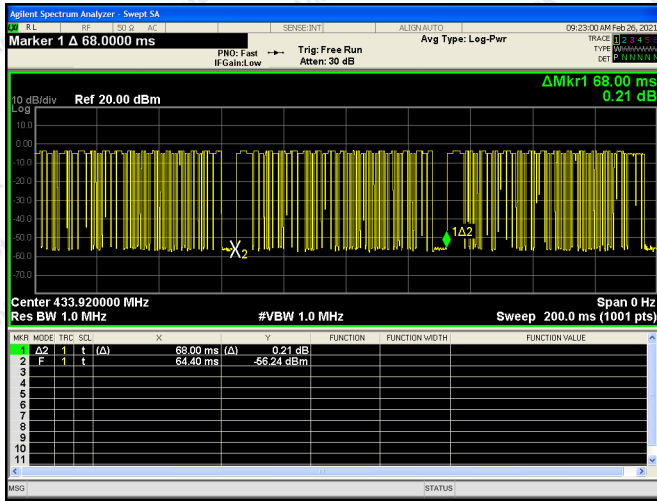 Agilent Spectrum Analyzer - Swept SA
RL RF 50 Ω AC SENSE:INT ALIGN AUTO 09:23:00 AM Feb 26, 2021
Marker 1 Δ 68.0000 ms
PNO: Fast
IFGain:Low
Trig: Free Run
Atten: 30 dB
Avg Type: Log-Pwr
TRACE 1 2 3 4 5 6
TYPE
DET P N N N N N
ΔMkr1 68.00 ms
0.21 dB
10 dB/div Ref 20.00 dBm
Log
10.0
0.00
-10.0
-20.0
-30.0
-40.0
-50.0
-60.0
-70.0
X2
1Δ2
Center 433.920000 MHz Span 0 Hz
Res BW 1.0 MHz #VBW 1.0 MHz Sweep 200.0 ms (1001 pts)
MKR MODE TRC SCL X Y FUNCTION FUNCTION WIDTH FUNCTION VALUE
1 Δ2 1 t (Δ) 68.00 ms (Δ) 0.21 dB
2 F 1 t 64.40 ms -56.24 dBm
3
4
5
6
7
8
9
10
11
MSG STATUS